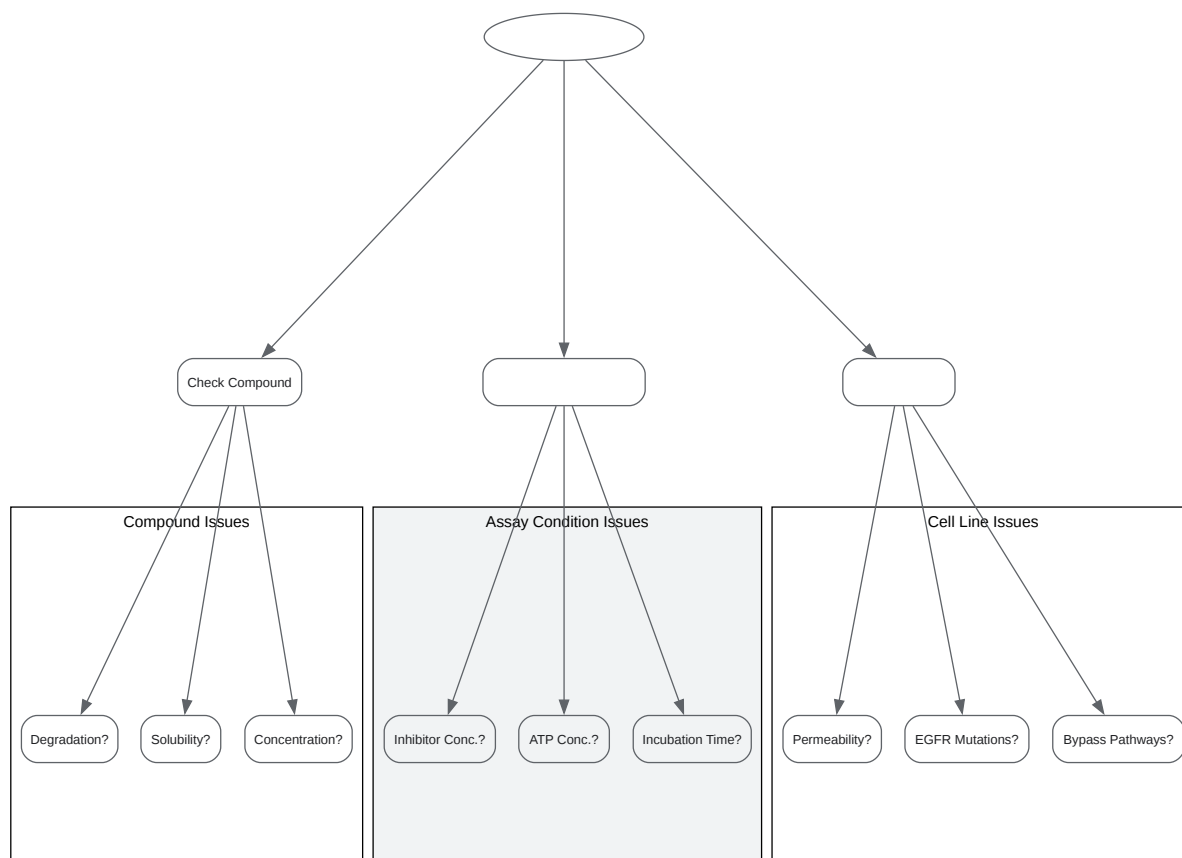 Check Compound
Compound Issues
Assay Condition Issues
Cell Line Issues
Degradation?
Solubility?
Concentration?
Inhibitor Conc.?
ATP Conc.?
Incubation Time?
Permeability?
EGFR Mutations?
Bypass Pathways?